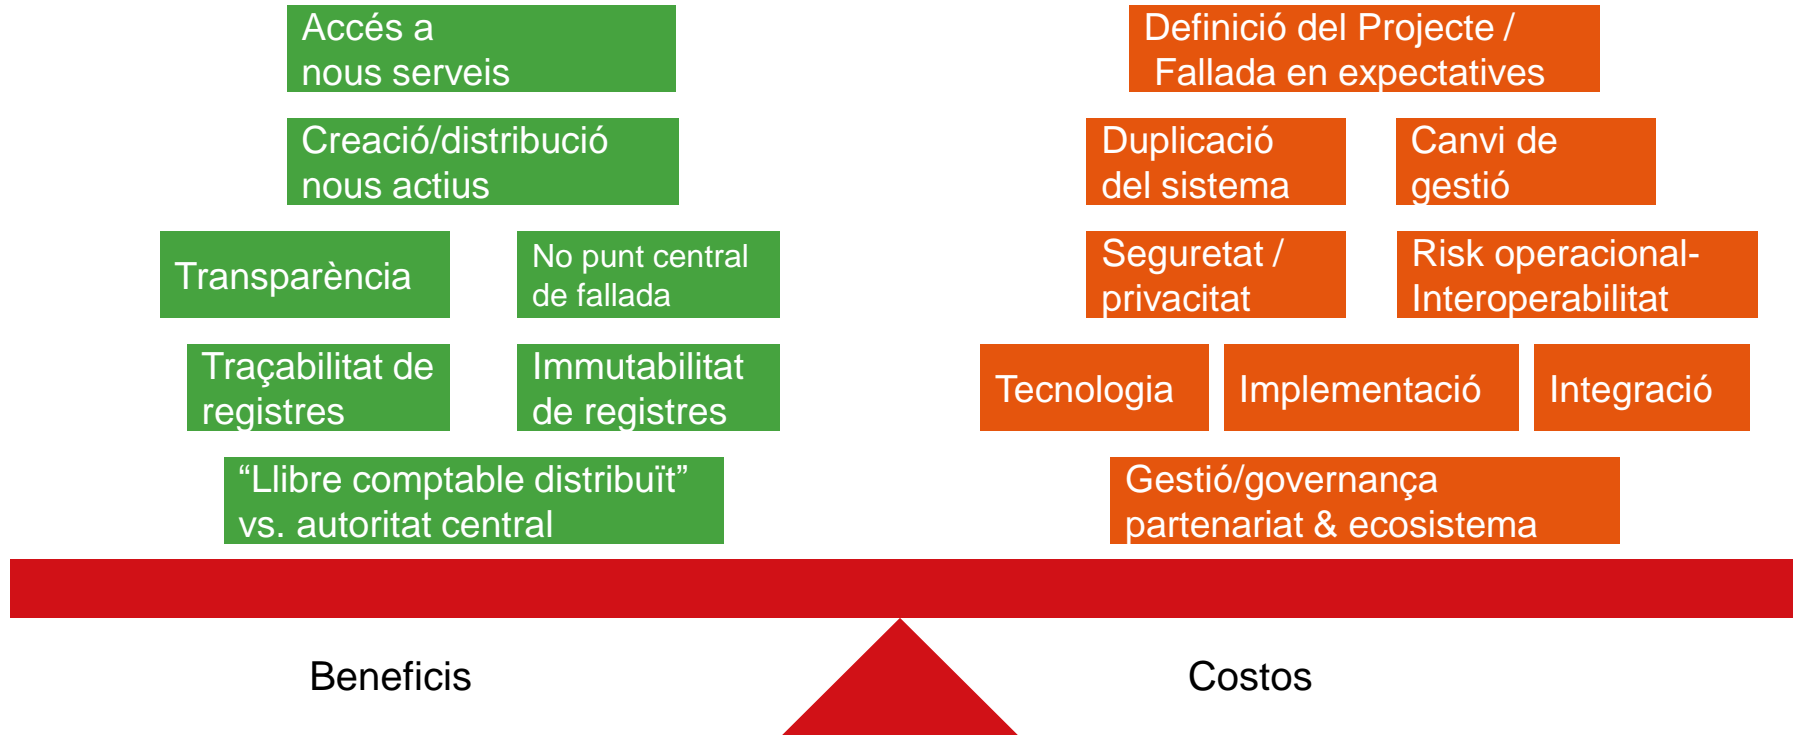 Accés a
nous serveis
Creació/distribució
nous actius
Transparència
No punt central
de fallada
Traçabilitat de
registres
Immutabilitat
de registres
“Llibre comptable distribuït”
vs. autoritat central
Definició del Projecte /
Fallada en expectatives
Duplicació
del sistema
Canvi de
gestió
Seguretat /
privacitat
Risk operacional-
Interoperabilitat
Tecnologia
Implementació
Integració
Gestió/governança
partenariat & ecosistema
Beneficis
Costos